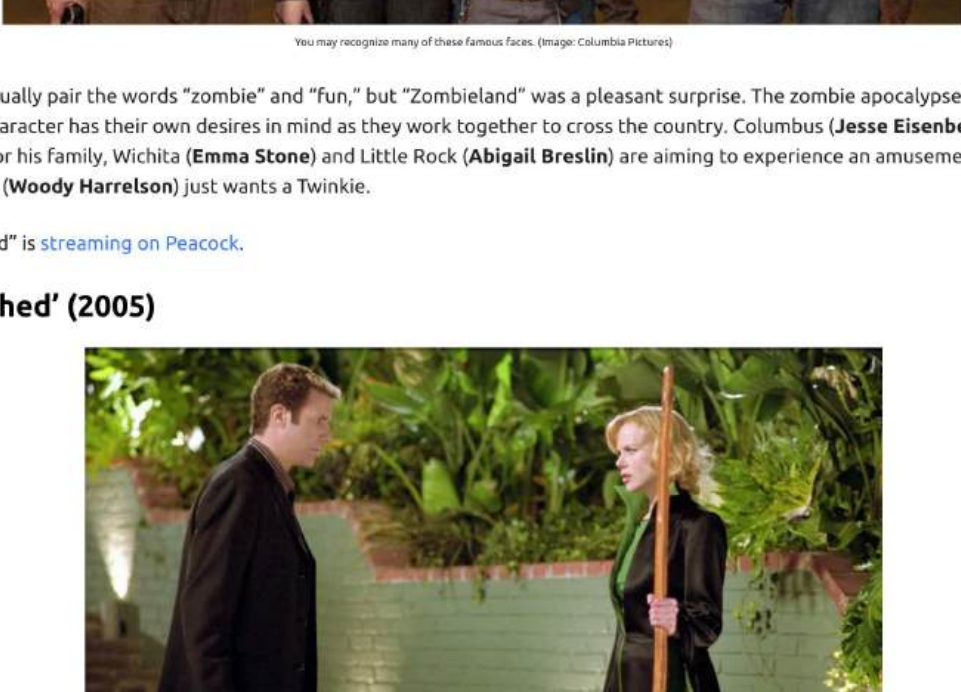 You may recognize many of these famous faces. (Image: Columbia Pictures)
ually pair the words “zombie” and “fun,” but “Zombieland” was a pleasant surprise. The zombie apocalypse
aracter has their own desires in mind as they work together to cross the country. Columbus (Jesse Eisenbe
or his family, Wichita (Emma Stone) and Little Rock (Abigail Breslin) are aiming to experience an amuseme
(Woody Harrelson) just wants a Twinkie.
d” is streaming on Peacock.
hed’ (2005)